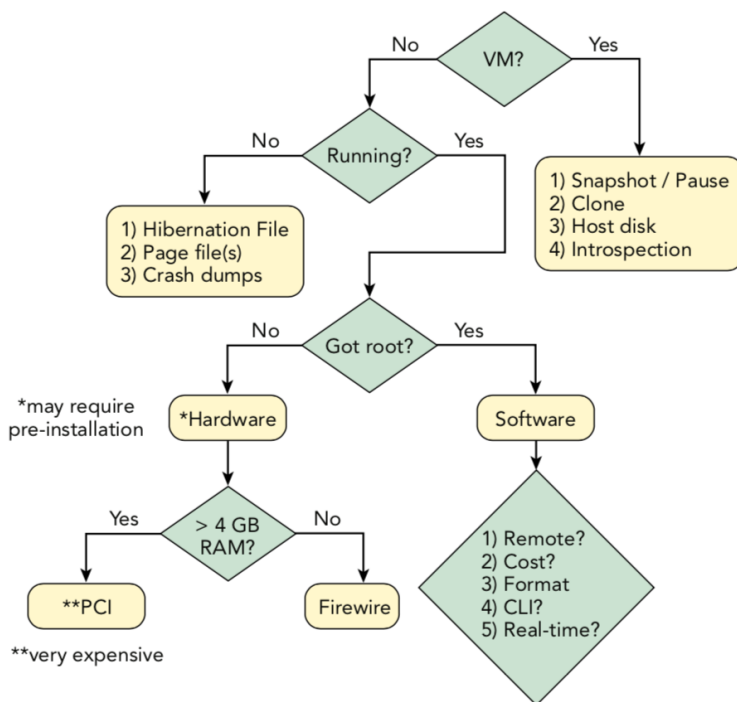 VM?
No
Yes
Running?
No
Yes
1) Snapshot / Pause
2) Clone
3) Host disk
4) Introspection
1) Hibernation File
2) Page file(s)
3) Crash dumps
Got root?
No
Yes
*may require
pre-installation
*Hardware
Software
> 4 GB
RAM?
Yes
No
1) Remote?
2) Cost?
3) Format
4) CLI?
5) Real-time?
**PCI
Firewire
**very expensive